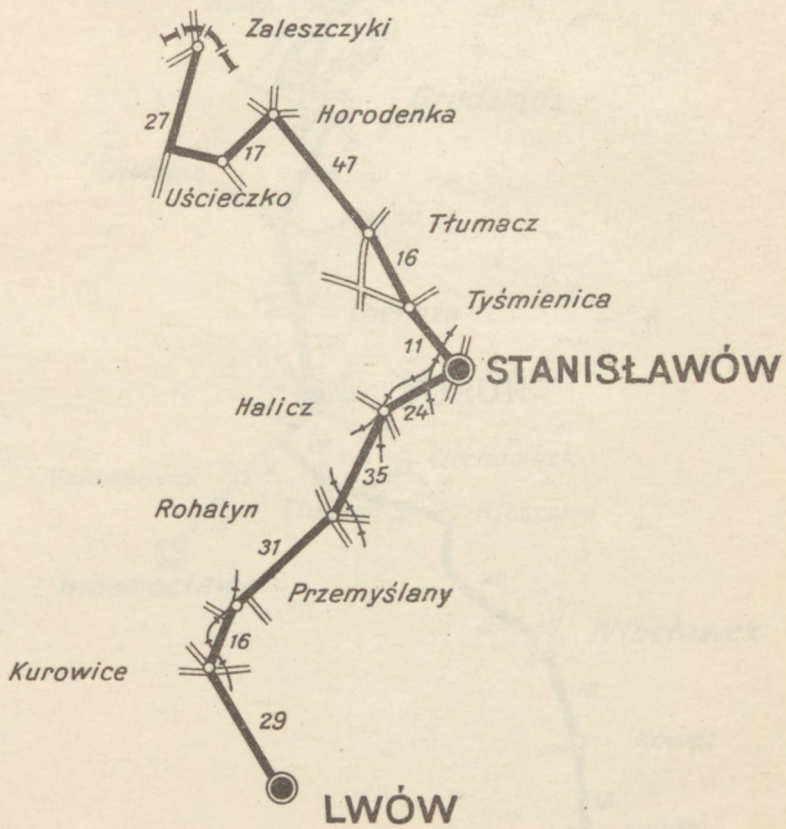 Zaleszczyki
27
Horodenka
17
47
Uścieczko
Tłumacz
16
Tyśmienica
11
STANISŁAWÓW
Halicz
24
35
Rohatyn
31
Przemyślany
16
Kurowice
29
LWÓW